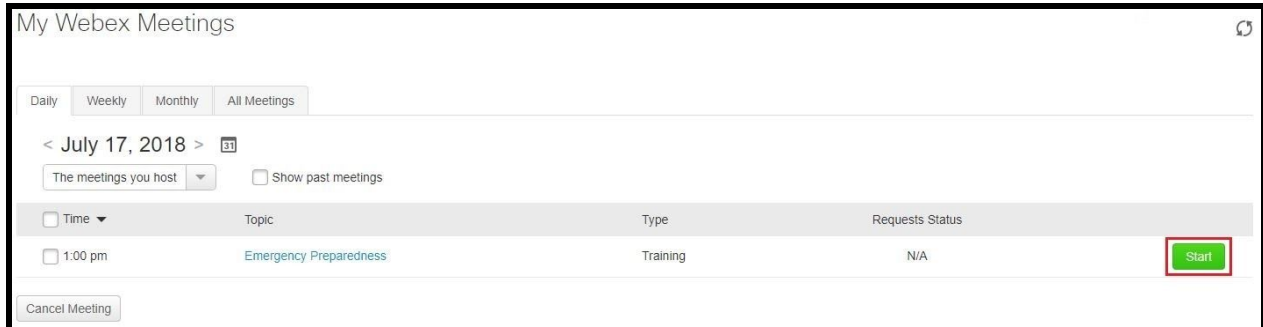 My Webex Meetings
Daily Weekly Monthly All Meetings
< July 17, 2018 > 31
The meetings you host Show past meetings
Time Topic Type Requests Status
1:00 pm Emergency Preparedness Training N/A Start
Cancel Meeting